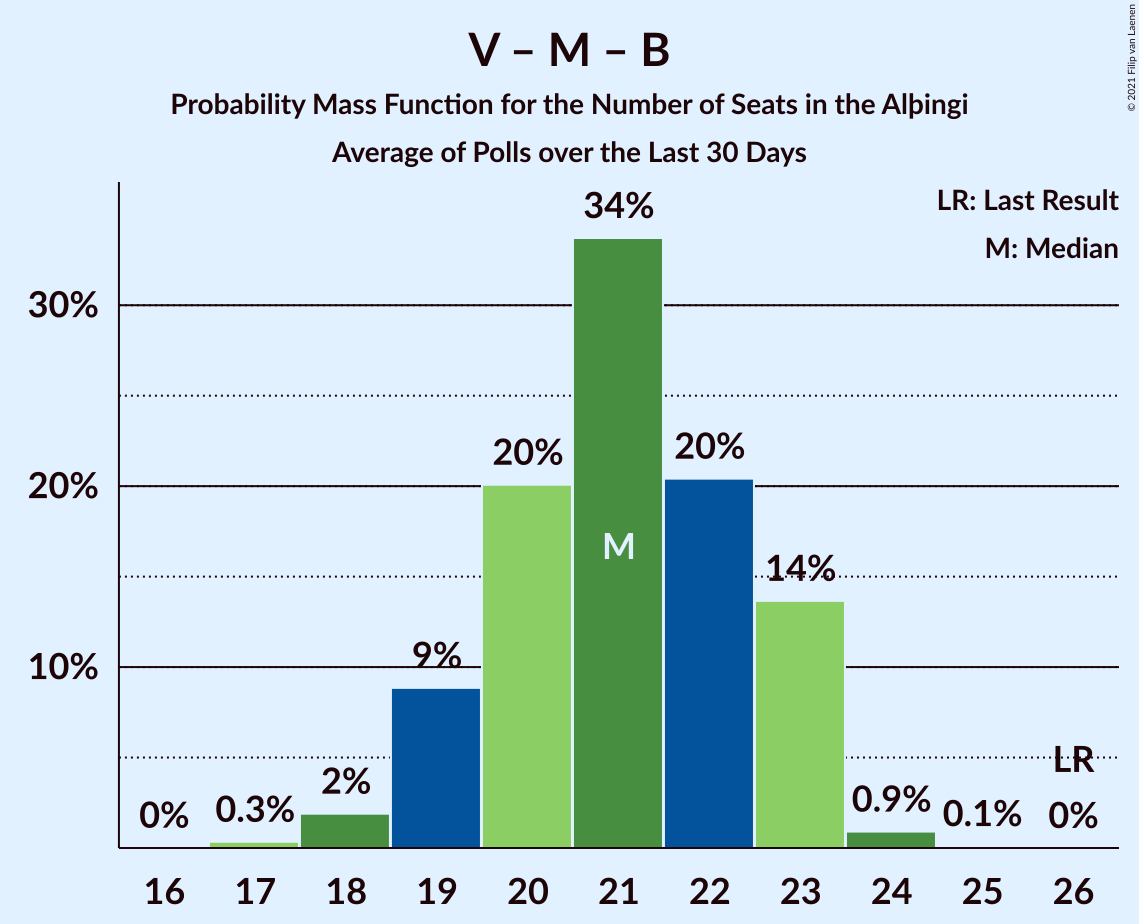 V – M – B
Probability Mass Function for the Number of Seats in the Alþingi
Average of Polls over the Last 30 Days
© 2021 Filip van Laenen
LR: Last Result
M: Median
34%
30%
20%
20%
20%
M
14%
10%
9%
LR
2%
0%
0.3%
0.9%
0.1%
0%
16 17 18 19 20 21 22 23 24 25 26